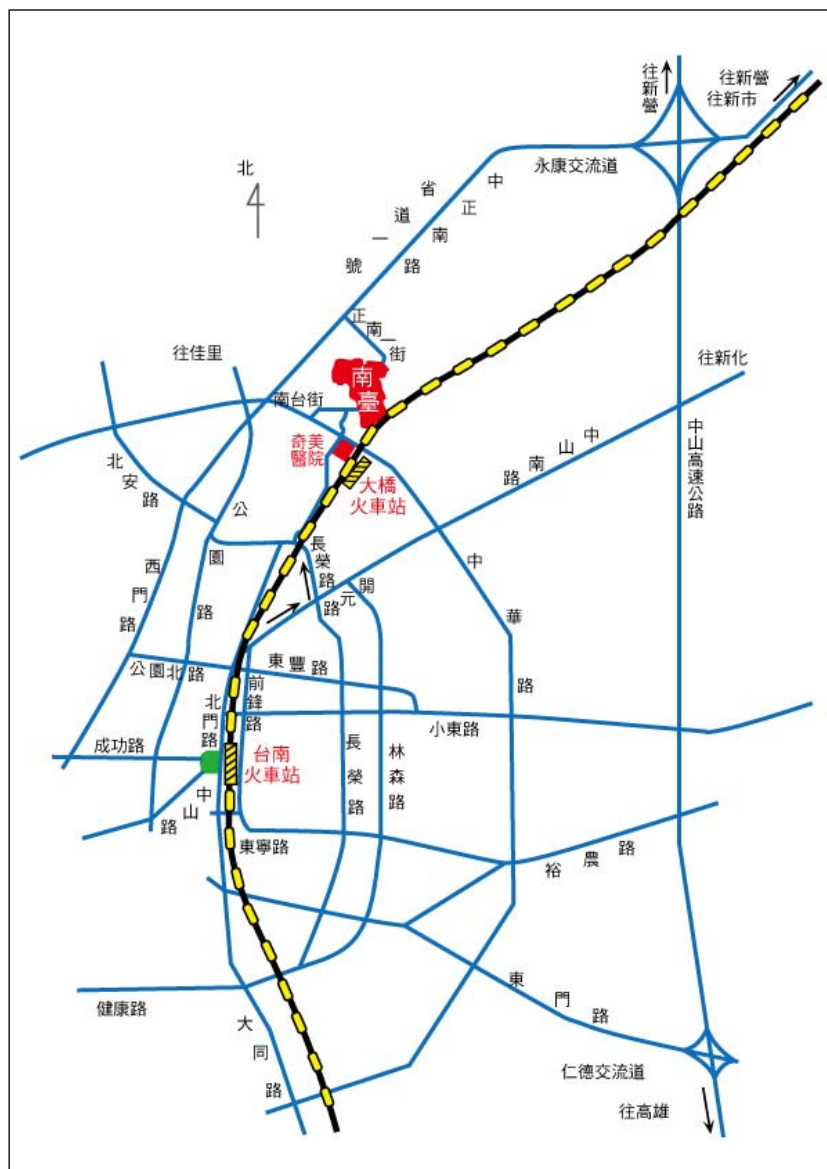 往新營
往新營
往新市
北
永康交流道
省道一號
中正南路
正南一街
往佳里
南臺
往新化
南台街
奇美
醫院
中山高速公路
北安路
大橋
火車站
中山南路
公園路
長榮路
西門路
開元路
中華路
公園北路
東豐路
北門路
前鋒路
小東路
成功路
台南
火車站
長榮路
林森路
中山路
東寧路
裕農路
東門路
健康路
大同路
仁德交流道
往高雄